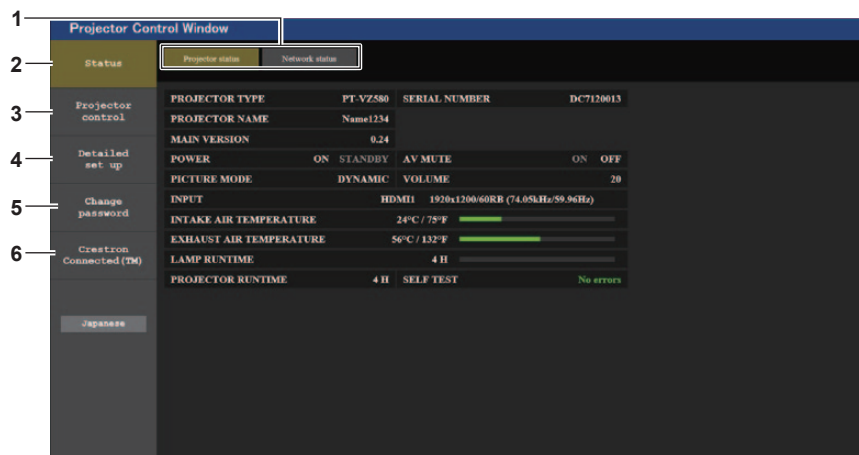 1
Projector Control Window
2
Status
Projector status Network status
3
Projector
control
4
Detailed
set up
5
Change
password
6
Crestron
Connected(TM)
Japanese
PROJECTOR TYPE PT-VZ580 SERIAL NUMBER DC7120013
PROJECTOR NAME Name1234
MAIN VERSION 0.24
POWER ON STANDBY AV MUTE ON OFF
PICTURE MODE DYNAMIC VOLUME 20
INPUT HDMI1 1920x1200/60RB (74.05kHz/59.96Hz)
INTAKE AIR TEMPERATURE 24°C / 75°F
EXHAUST AIR TEMPERATURE 56°C / 132°F
LAMP RUNTIME 4 H
PROJECTOR RUNTIME 4 H SELF TEST No errors